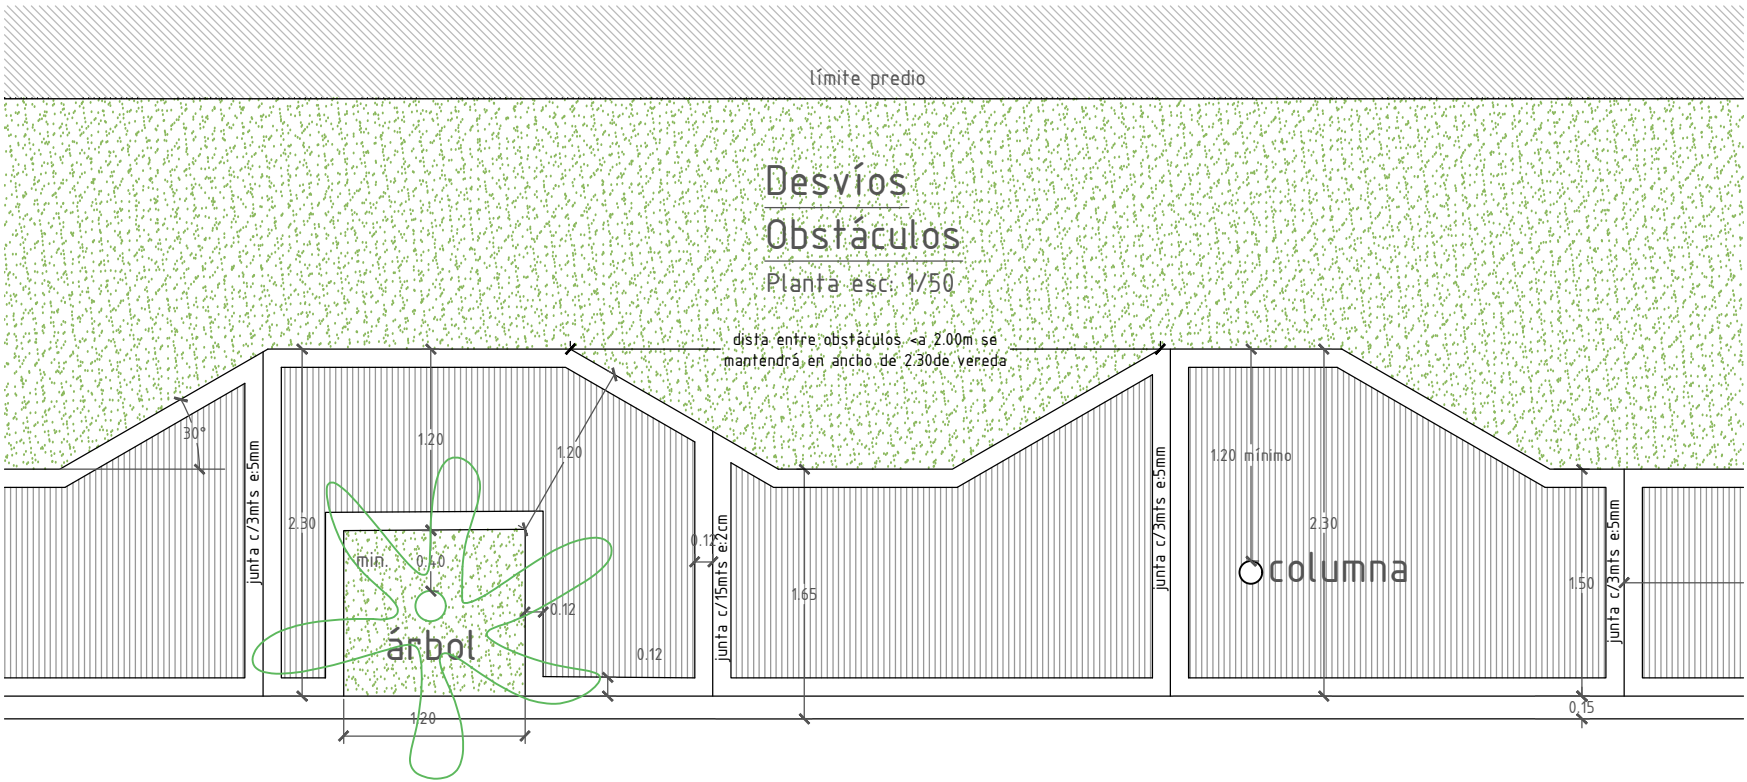 límite predio
Desvíos
Obstáculos
Planta esc: 1/50
dista entre obstáculos <a 2.00m se
mantendrá en ancho de 2.30de vereda
30°
junta c/3mts e:5mm
2.30
1.20
1.20
min.
0.40
árbol
0.12
0.12
1.20
0.12
junta c/15mts e:2cm
1.65
junta c/3mts e:5mm
1.20 mínimo
2.30
columna
1.50
junta c/3mts e:5mm
0.15